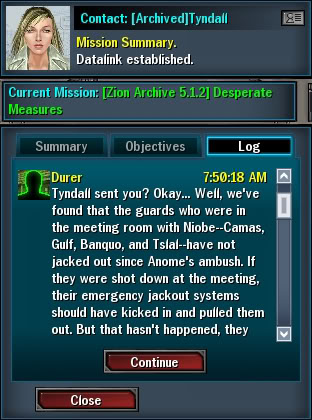 Contact: [Archived]Tyndall
Mission Summary.
Datalink established.
Current Mission: [Zion Archive 5.1.2] Desperate
Measures
Summary
Objectives
Log
Durer
7:50:18 AM
Tyndall sent you? Okay... Well, we've
found that the guards who were in
the meeting room with Niobe--Camas,
Gulf, Banquo, and Tslal--have not
jacked out since Anome's ambush. If
they were shot down at the meeting,
their emergency jackout systems
should have kicked in and pulled them
out. But that hasn't happened, they
Continue
Close